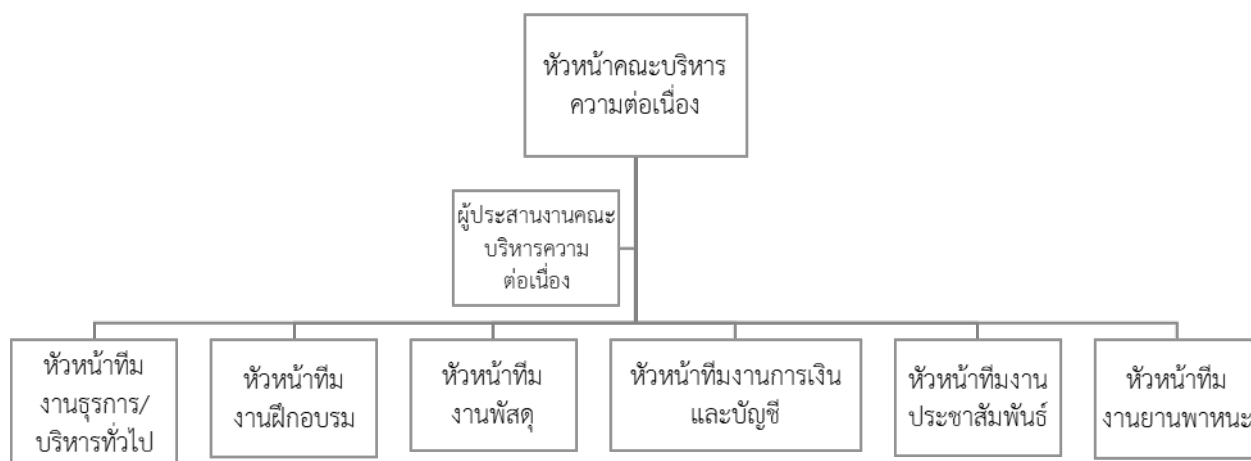 หัวหน้าคณะบริหาร
ความต่อเนื่อง
ผู้ประสานงานคณะ
บริหารความ
ต่อเนื่อง
หัวหน้าทีม
งานธุรการ/
บริหารทั่วไป
หัวหน้าทีม
งานฝึกอบรม
หัวหน้าทีม
งานพัสดุ
หัวหน้าทีมงานการเงิน
และบัญชี
หัวหน้าทีมงาน
ประชาสัมพันธ์
หัวหน้าทีม
งานยานพาหนะ